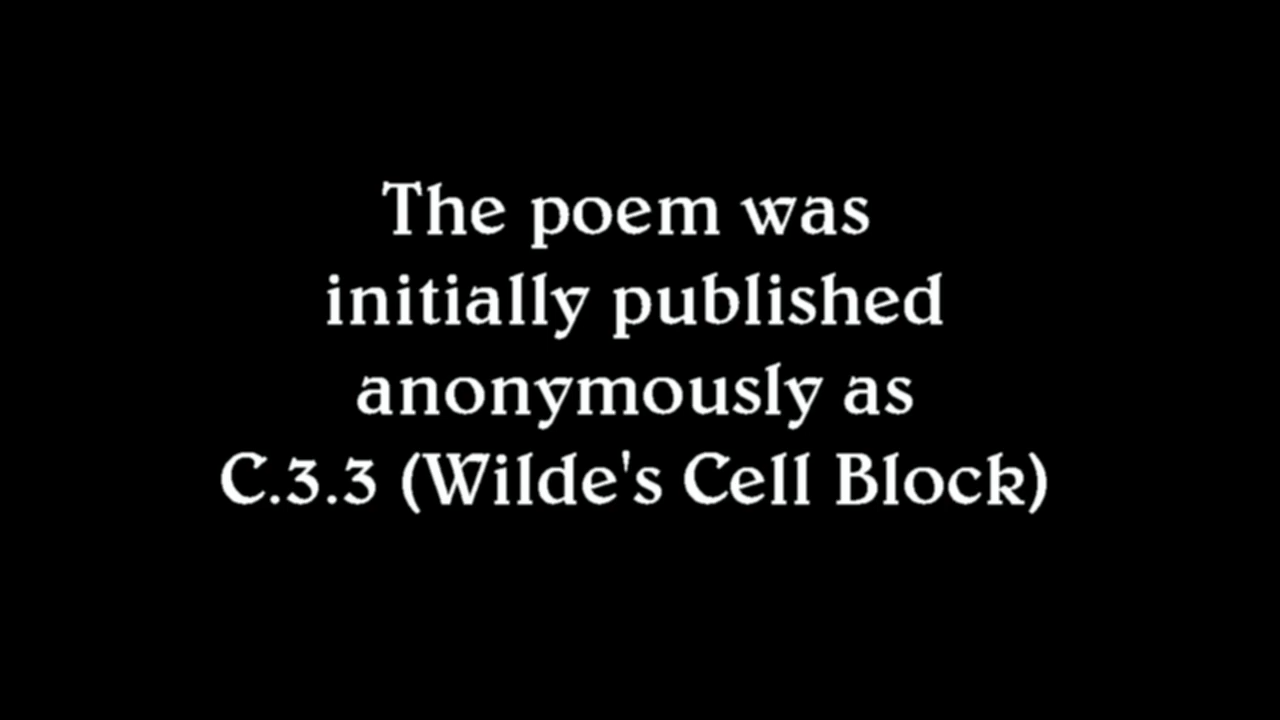 The poem was
initially published
anonymously as
C.3.3 (Wilde's Cell Block)